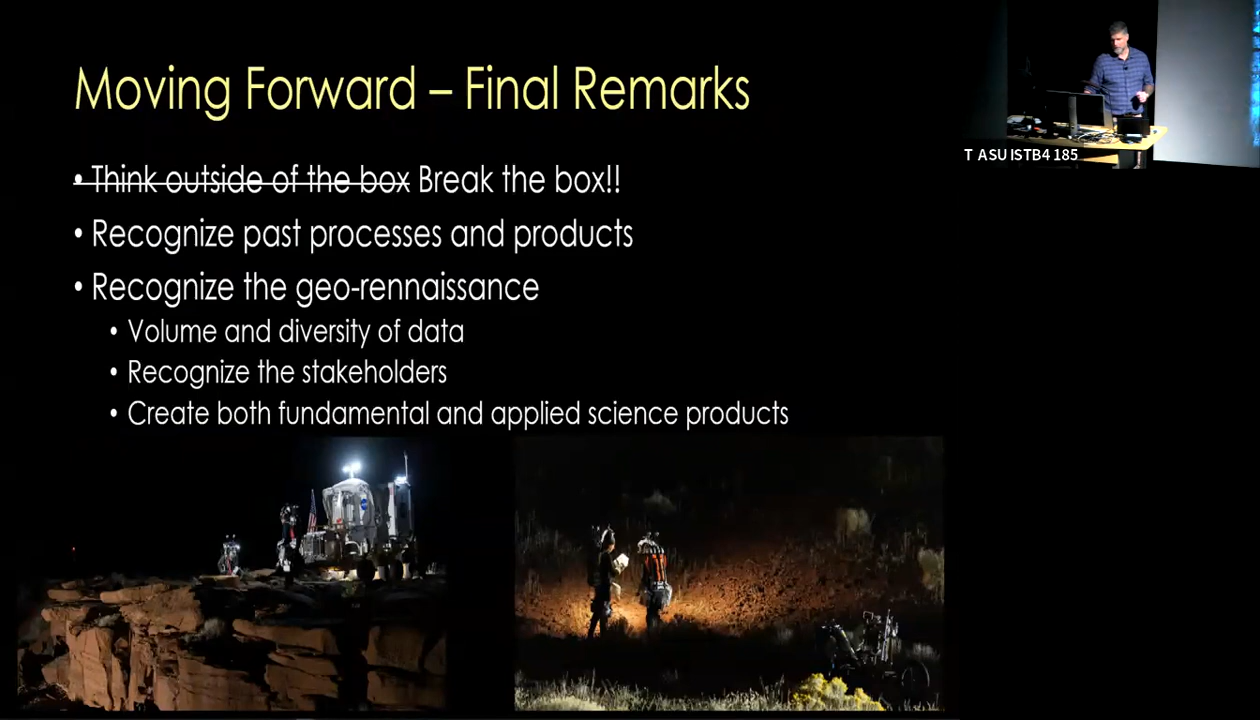 Moving Forward – Final Remarks
• Think outside of the box Break the box!!
• Recognize past processes and products
• Recognize the geo-rennaissance
• Volume and diversity of data
• Recognize the stakeholders
• Create both fundamental and applied science products
T ASU ISTB4 185